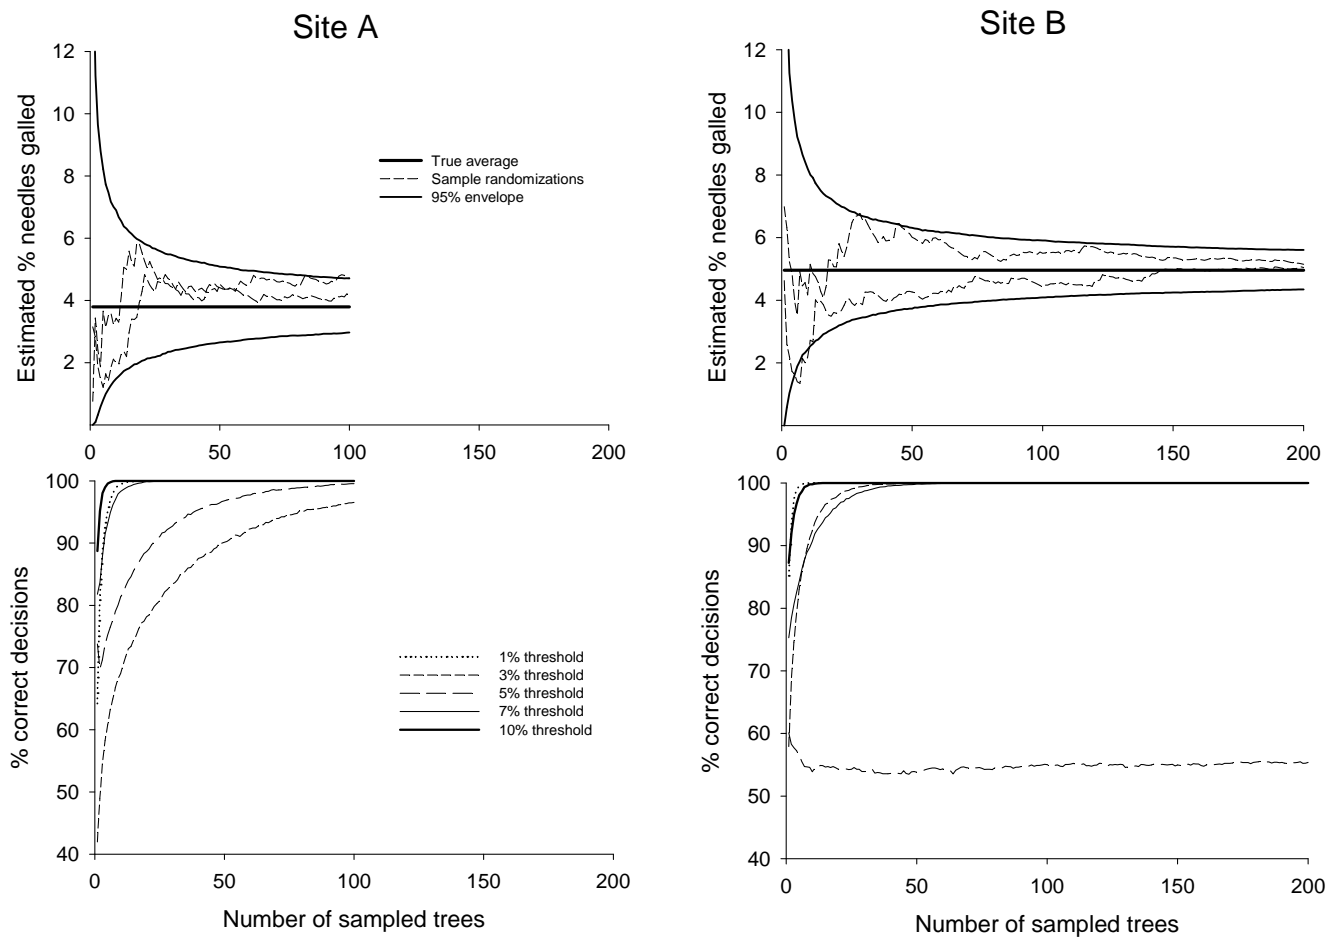 Site A
Site B
Estimated % needles galled
12
10
8
6
4
2
0
50
100
150
200
True average
Sample randomizations
95% envelope
Estimated % needles galled
12
10
8
6
4
2
0
50
100
150
200
% correct decisions
100
90
80
70
60
50
40
0
50
100
150
200
1% threshold
3% threshold
5% threshold
7% threshold
10% threshold
Number of sampled trees
% correct decisions
100
90
80
70
60
50
40
0
50
100
150
200
Number of sampled trees